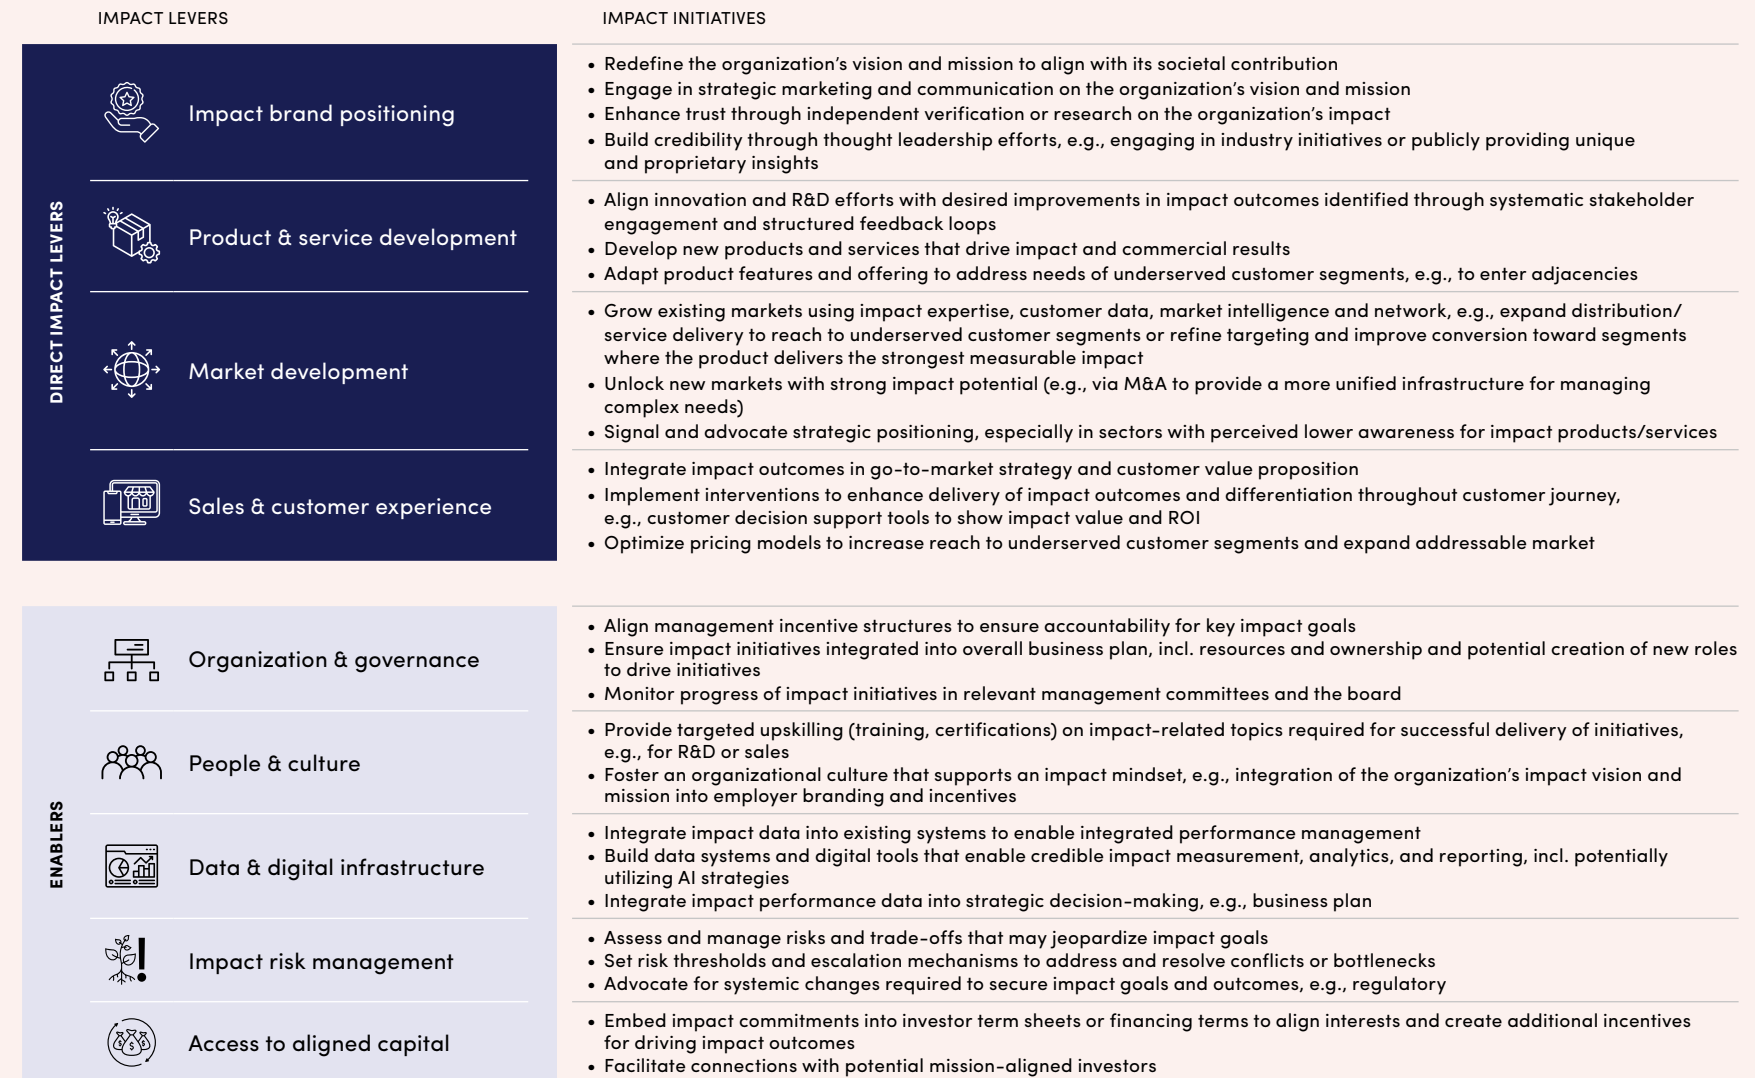 IMPACT LEVERS
IMPACT INITIATIVES
DIRECT IMPACT LEVERS
Impact brand positioning
• Redefine the organization’s vision and mission to align with its societal contribution
• Engage in strategic marketing and communication on the organization’s vision and mission
• Enhance trust through independent verification or research on the organization’s impact
• Build credibility through thought leadership efforts, e.g., engaging in industry initiatives or publicly providing unique
and proprietary insights
Product & service development
• Align innovation and R&D efforts with desired improvements in impact outcomes identified through systematic stakeholder
engagement and structured feedback loops
• Develop new products and services that drive impact and commercial results
• Adapt product features and offering to address needs of underserved customer segments, e.g., to enter adjacencies
Market development
• Grow existing markets using impact expertise, customer data, market intelligence and network, e.g., expand distribution/
service delivery to reach to underserved customer segments or refine targeting and improve conversion toward segments
where the product delivers the strongest measurable impact
• Unlock new markets with strong impact potential (e.g., via M&A to provide a more unified infrastructure for managing
complex needs)
• Signal and advocate strategic positioning, especially in sectors with perceived lower awareness for impact products/services
Sales & customer experience
• Integrate impact outcomes in go-to-market strategy and customer value proposition
• Implement interventions to enhance delivery of impact outcomes and differentiation throughout customer journey,
e.g., customer decision support tools to show impact value and ROI
• Optimize pricing models to increase reach to underserved customer segments and expand addressable market
ENABLERS
Organization & governance
• Align management incentive structures to ensure accountability for key impact goals
• Ensure impact initiatives integrated into overall business plan, incl. resources and ownership and potential creation of new roles
to drive initiatives
• Monitor progress of impact initiatives in relevant management committees and the board
People & culture
• Provide targeted upskilling (training, certifications) on impact-related topics required for successful delivery of initiatives,
e.g., for R&D or sales
• Foster an organizational culture that supports an impact mindset, e.g., integration of the organization’s impact vision and
mission into employer branding and incentives
Data & digital infrastructure
• Integrate impact data into existing systems to enable integrated performance management
• Build data systems and digital tools that enable credible impact measurement, analytics, and reporting, incl. potentially
utilizing AI strategies
• Integrate impact performance data into strategic decision-making, e.g., business plan
Impact risk management
• Assess and manage risks and trade-offs that may jeopardize impact goals
• Set risk thresholds and escalation mechanisms to address and resolve conflicts or bottlenecks
• Advocate for systemic changes required to secure impact goals and outcomes, e.g., regulatory
Access to aligned capital
• Embed impact commitments into investor term sheets or financing terms to align interests and create additional incentives
for driving impact outcomes
• Facilitate connections with potential mission-aligned investors